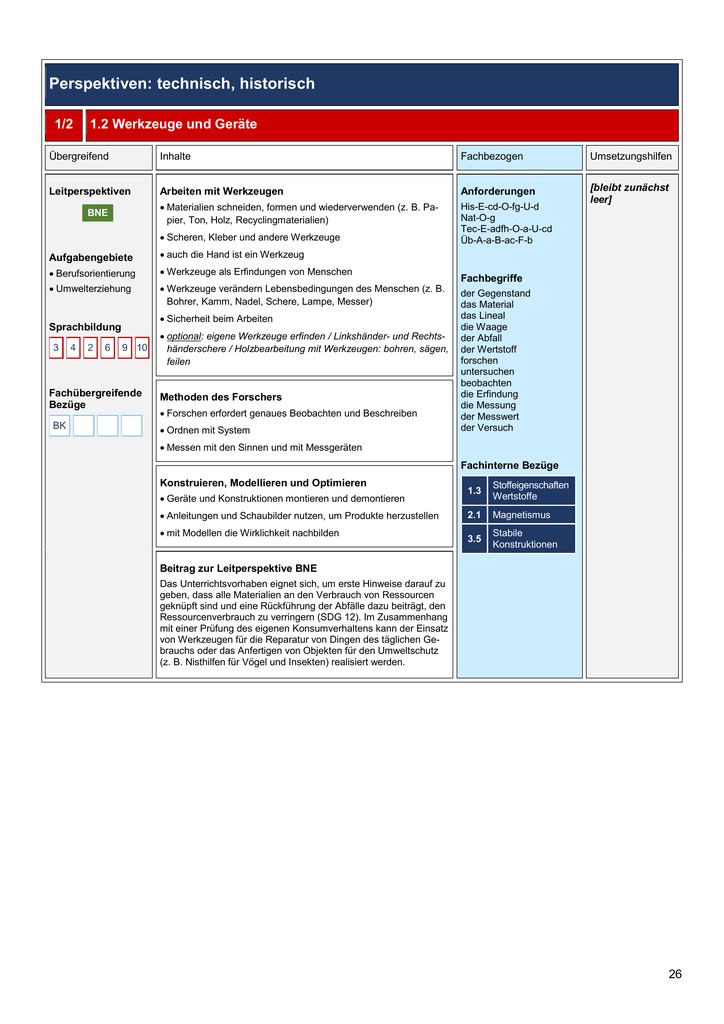 Perspektiven: technisch, historisch
1/2 1.2 Werkzeuge und Geräte
Übergreifend
Inhalte
Fachbezogen
Umsetzungshilfen
Leitperspektiven
BNE
Aufgabengebiete
• Berufsorientierung
• Umwelterziehung
Sprachbildung
3 4 2 6 9 10
Fachübergreifende
Bezüge
BK
Arbeiten mit Werkzeugen
• Materialien schneiden, formen und wiederverwenden (z. B. Pa-
pier, Ton, Holz, Recyclingmaterialien)
• Scheren, Kleber und andere Werkzeuge
• auch die Hand ist ein Werkzeug
• Werkzeuge als Erfindungen von Menschen
• Werkzeuge verändern Lebensbedingungen des Menschen (z. B.
Bohrer, Kamm, Nadel, Schere, Lampe, Messer)
• Sicherheit beim Arbeiten
• optional: eigene Werkzeuge erfinden / Linkshänder- und Rechts-
händerschere / Holzbearbeitung mit Werkzeugen: bohren, sägen,
feilen
Methoden des Forschers
• Forschen erfordert genaues Beobachten und Beschreiben
• Ordnen mit System
• Messen mit den Sinnen und mit Messgeräten
Konstruieren, Modellieren und Optimieren
• Geräte und Konstruktionen montieren und demontieren
• Anleitungen und Schaubilder nutzen, um Produkte herzustellen
• mit Modellen die Wirklichkeit nachbilden
Beitrag zur Leitperspektive BNE
Das Unterrichtsvorhaben eignet sich, um erste Hinweise darauf zu
geben, dass alle Materialien an den Verbrauch von Ressourcen
geknüpft sind und eine Rückführung der Abfälle dazu beiträgt, den
Ressourcenverbrauch zu verringern (SDG 12). Im Zusammenhang
mit einer Prüfung des eigenen Konsumverhaltens kann der Einsatz
von Werkzeugen für die Reparatur von Dingen des täglichen Ge-
brauchs oder das Anfertigen von Objekten für den Umweltschutz
(z. B. Nisthilfen für Vögel und Insekten) realisiert werden.
Anforderungen
His-E-cd-O-fg-U-d
Nat-O-g
Tec-E-adfh-O-a-U-cd
Üb-A-a-B-ac-F-b
Fachbegriffe
der Gegenstand
das Material
das Lineal
die Waage
der Abfall
der Wertstoff
forschen
untersuchen
beobachten
die Erfindung
die Messung
der Messwert
der Versuch
Fachinterne Bezüge
1.3 Stoffeigenschaften
Wertstoffe
2.1 Magnetismus
3.5 Stabile
Konstruktionen
[bleibt zunächst
leer]
26